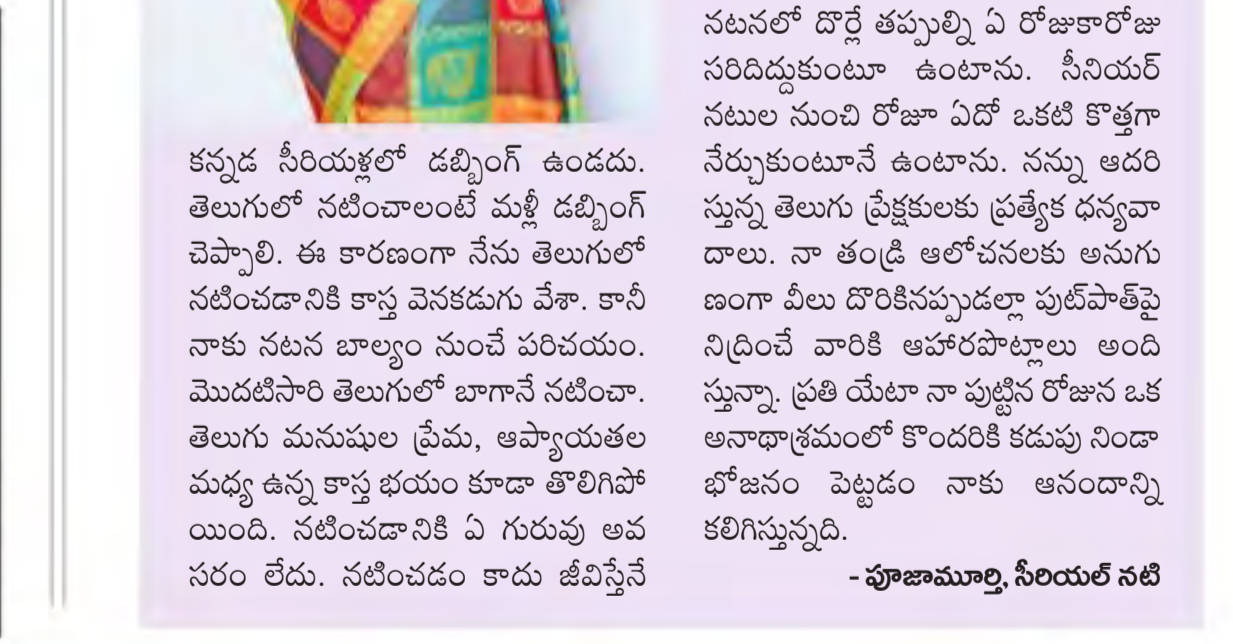 కన్నడ సీరియళ్లలో డబ్బింగ్ ఉండదు.
తెలుగులో నటించాలంటే మళ్లీ డబ్బింగ్
చెప్పాలి. ఈ కారణంగా నేను తెలుగులో
నటించడానికి కాస్త వెనకడుగు వేశా. కానీ
నాకు నటన బాల్యం నుంచే పరిచయం.
మొదటిసారి తెలుగులో బాగానే నటించా.
తెలుగు మనుషుల ప్రేమ, ఆప్యాయతల
మధ్య ఉన్న కాస్త భయం కూడా తొలిగిపో
యింది. నటించడానికి ఏ గురువు అవ
సరం లేదు. నటించడం కాదు జీవిస్తేనే
నటనలో దొర్లే తప్పుల్ని ఏ రోజుకారోజు
సరిదిద్దుకుంటూ ఉంటాను. సీనియర్
నటుల నుంచి రోజూ ఏదో ఒకటి కొత్తగా
నేర్చుకుంటూనే ఉంటాను. నన్ను ఆదరి
స్తున్న తెలుగు ప్రేక్షకులకు ప్రత్యేక ధన్యవా
దాలు. నా తండ్రి ఆలోచనలకు అనుగు
ణంగా వీలు దొరికినప్పుడల్లా పుట్‌పాత్‌పై
నిద్రించే వారికి ఆహారపొట్లాలు అంది
స్తున్నా. ప్రతి యేటా నా పుట్టిన రోజున ఒక
అనాథాశ్రమంలో కొందరికి కడుపు నిండా
భోజనం పెట్టడం నాకు ఆనందాన్ని
కలిగిస్తున్నది.
- పూజామూర్తి, సీరియల్ నటి